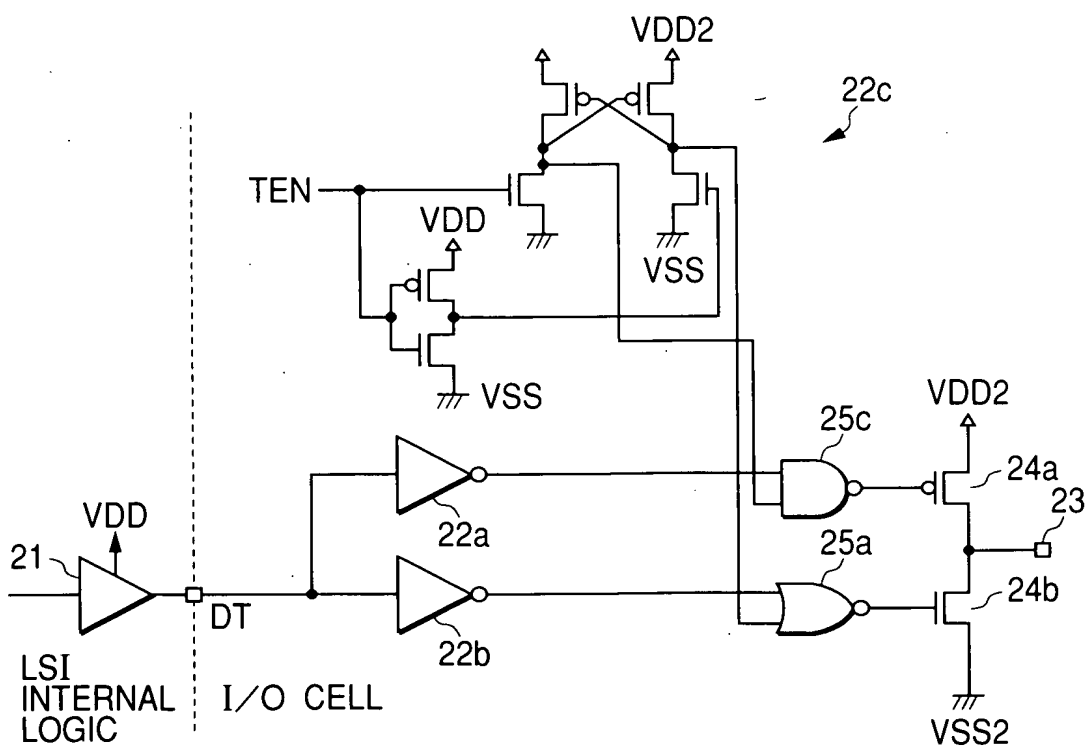 VDD2
22c
TEN
VDD
VSS
VSS
VDD2
25c
24a
23
VDD
21
22a
25a
24b
DT
22b
LSI
INTERNAL
LOGIC
I/O CELL
VSS2